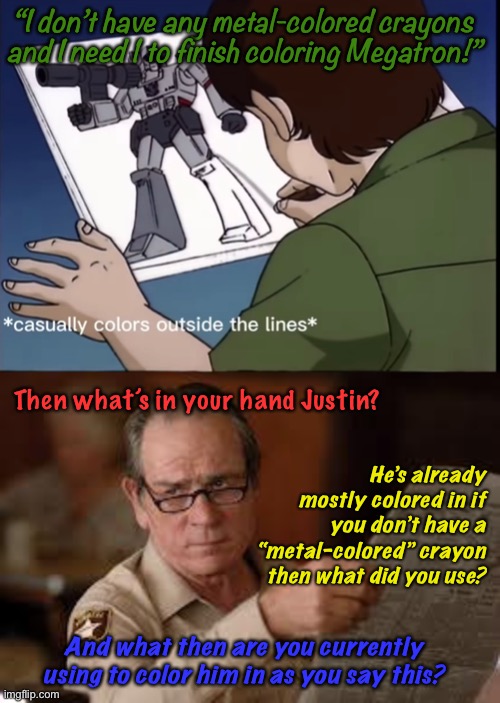 “I don’t have any metal-colored crayons
and I need I to finish coloring Megatron!”
*casually colors outside the lines*
Then what’s in your hand Justin?
He’s already
mostly colored in if
you don’t have a
“metal-colored” crayon
then what did you use?
And what then are you currently
using to color him in as you say this?
imgflip.com